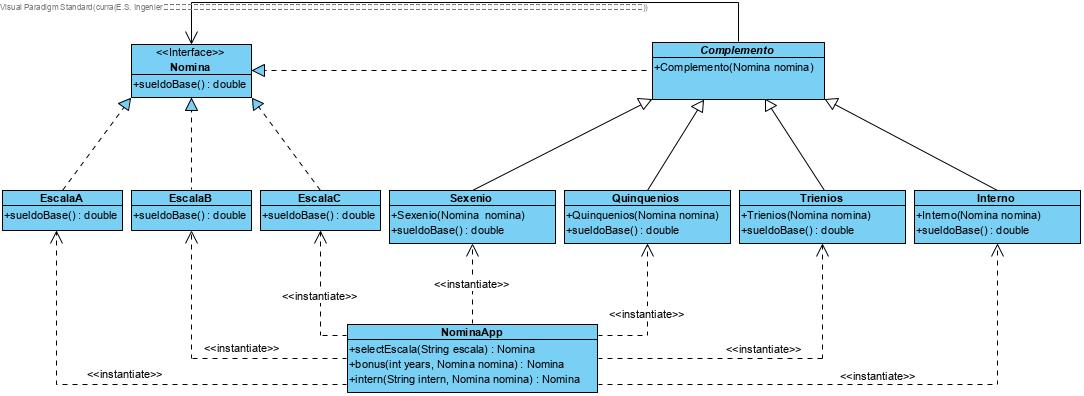 Visual Paradigm Standard(curra(E.S. Ingenier
<<Interface>>
Nomina
+sueldoBase() : double
Complemento
+Complemento(Nomina nomina)
EscalaA
+sueldoBase() : double
EscalaB
+sueldoBase() : double
EscalaC
+sueldoBase() : double
Sexenio
+Sexenio(Nomina nomina)
+sueldoBase() : double
Quinquenios
+Quinquenios(Nomina nomina)
+sueldoBase() : double
Trienios
+Trienios(Nomina nomina)
+sueldoBase() : double
Interno
+Interno(Nomina nomina)
+sueldoBase() : double
<<instantiate>>
<<instantiate>>
<<instantiate>>
<<instantiate>>
<<instantiate>>
<<instantiate>>
<<instantiate>>
NominaApp
+selectEscala(String escala) : Nomina
+bonus(int years, Nomina nomina) : Nomina
+intern(String intern, Nomina nomina) : Nomina